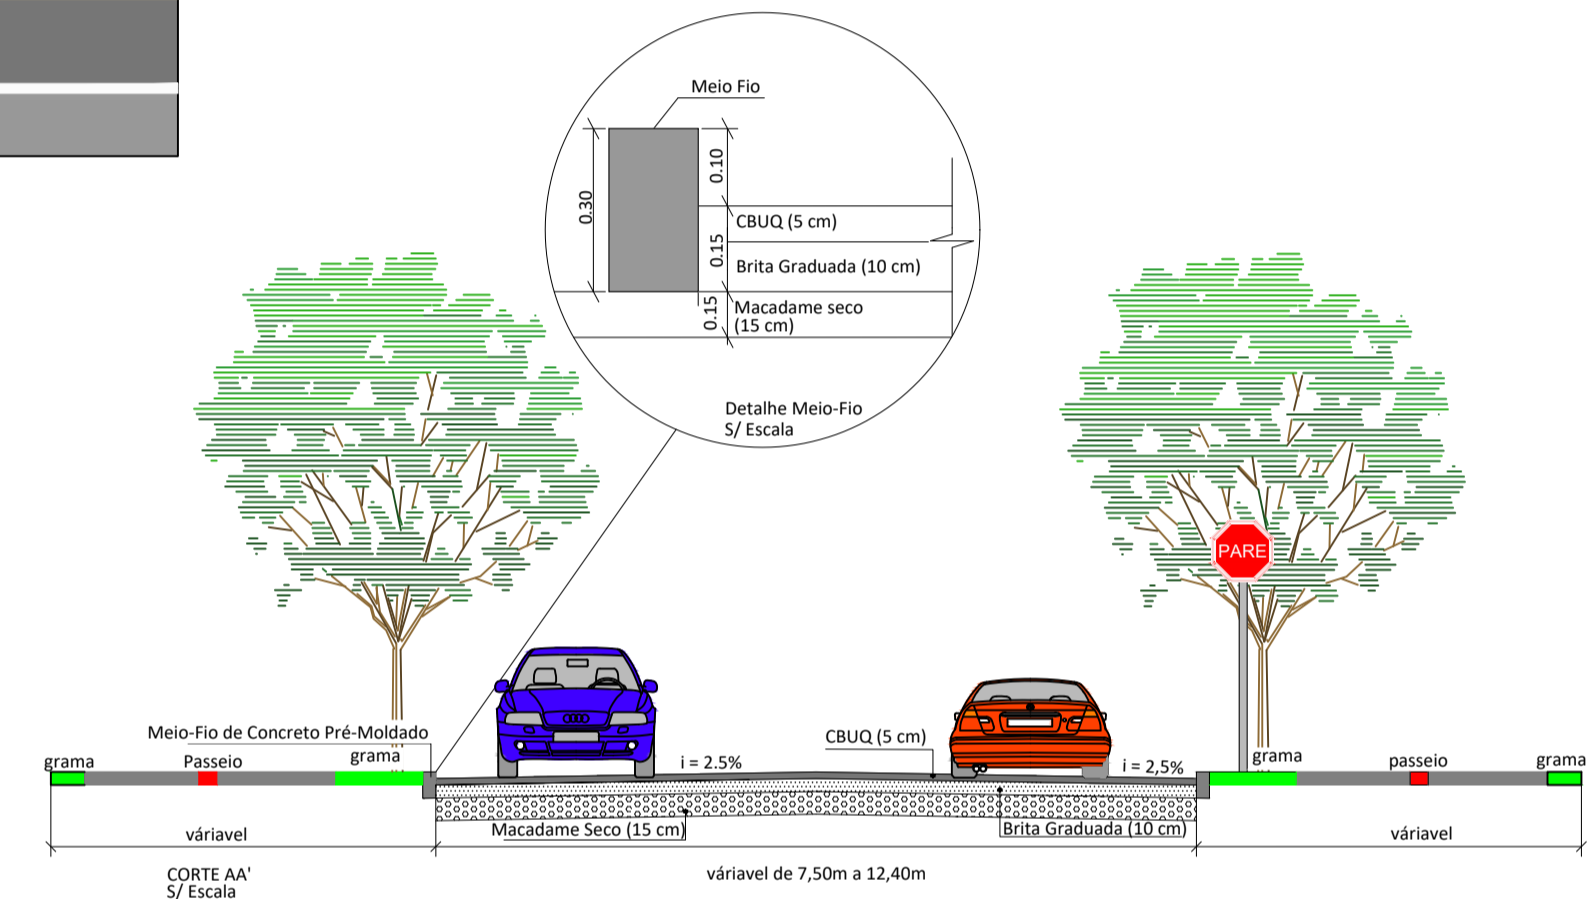 Meio Fio
0.30
0.10
0.15
0.15
CBUQ (5 cm)
Brita Graduada (10 cm)
Macadame seco
(15 cm)
Detalhe Meio-Fio
S/ Escala
PARE
Meio-Fio de Concreto Pré-Moldado
CBUQ (5 cm)
grama
Passeio
grama
i = 2.5%
i = 2,5%
grama
passeio
grama
Macadame Seco (15 cm)
Brita Graduada (10 cm)
váriavel
váriavel
váriavel de 7,50m a 12,40m
CORTE AA'
S/ Escala